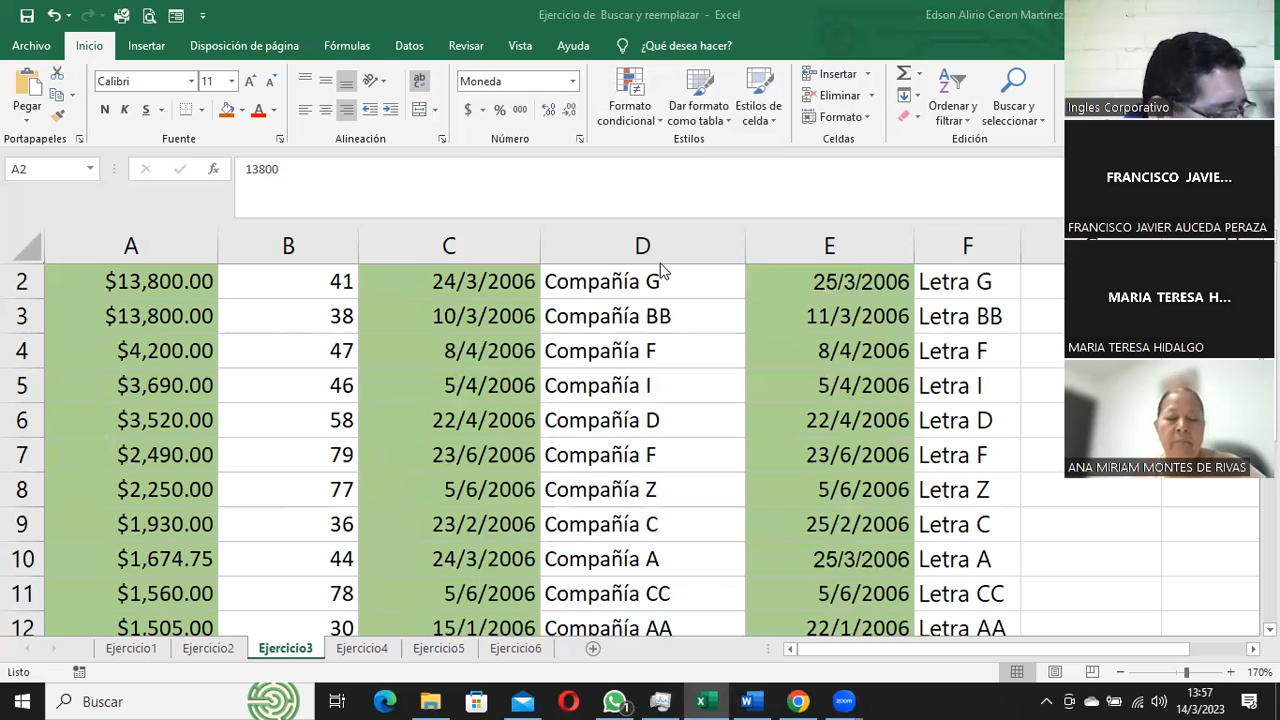 Ejercicio de Buscar y reemplazar - Excel
Edson Alirio Ceron Martinez
Archivo Inicio Insertar Disposición de página Fórmulas Datos Revisar Vista Ayuda ¿Qué desea hacer?
Pegar
Calibri 11
N K S
Moneda
$ % 000
Formato condicional
Dar formato como tabla
Estilos de celda
Insertar
Eliminar
Formato
Ordenar y filtrar
Buscar y seleccionar
Portapapeles Fuente Alineación Número Estilos Celdas Edición
A2 fx 13800
A B C D E F
2 $13,800.00 41 24/3/2006 Compañía G 25/3/2006 Letra G
3 $13,800.00 38 10/3/2006 Compañía BB 11/3/2006 Letra BB
4 $4,200.00 47 8/4/2006 Compañía F 8/4/2006 Letra F
5 $3,690.00 46 5/4/2006 Compañía I 5/4/2006 Letra I
6 $3,520.00 58 22/4/2006 Compañía D 22/4/2006 Letra D
7 $2,490.00 79 23/6/2006 Compañía F 23/6/2006 Letra F
8 $2,250.00 77 5/6/2006 Compañía Z 5/6/2006 Letra Z
9 $1,930.00 36 23/2/2006 Compañía C 25/2/2006 Letra C
10 $1,674.75 44 24/3/2006 Compañía A 25/3/2006 Letra A
11 $1,560.00 78 5/6/2006 Compañía CC 5/6/2006 Letra CC
12 $1,505.00 30 15/1/2006 Compañía AA 22/1/2006 Letra AA
Ejercicio1 Ejercicio2 Ejercicio3 Ejercicio4 Ejercicio5 Ejercicio6
Listo
170%
Buscar
13:57
14/3/2023
Ingles Corporativo
FRANCISCO JAVIE...
FRANCISCO JAVIER AUCEDA PERAZA
MARIA TERESA H...
MARIA TERESA HIDALGO
ANA MIRIAM MONTES DE RIVAS